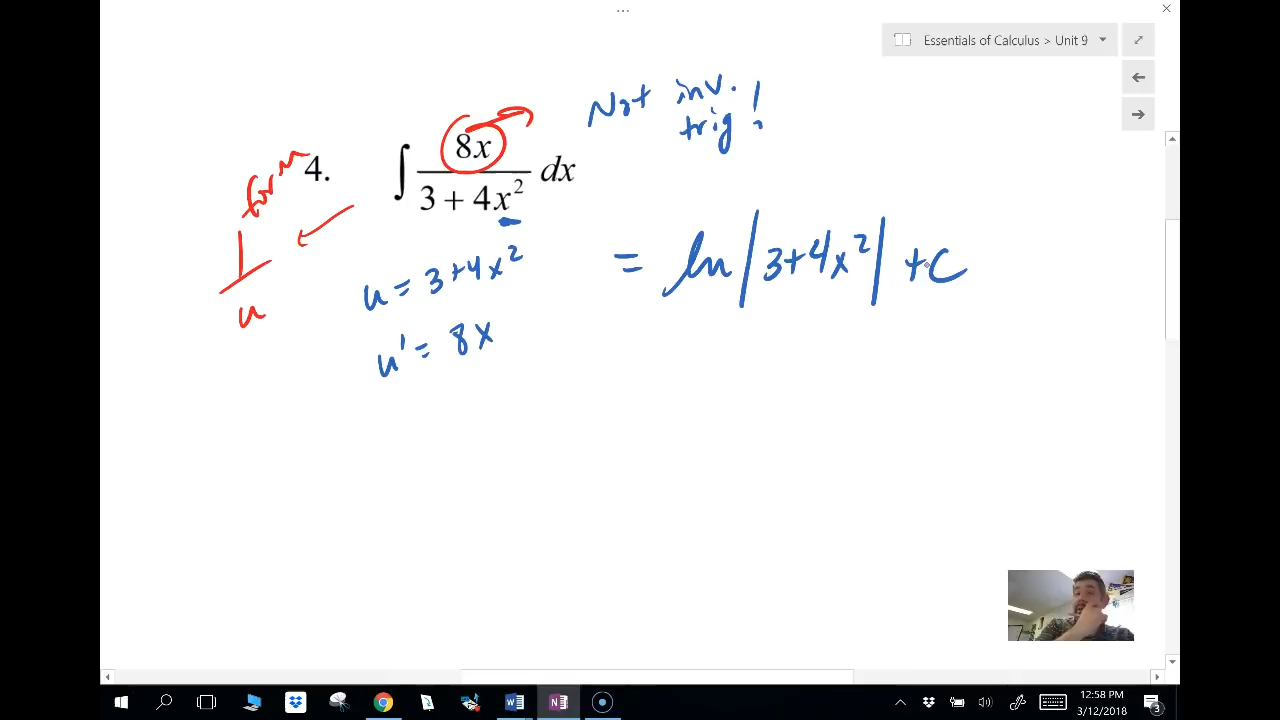 ...
Essentials of Calculus > Unit 9
Not inv.
trig!
form
4. ∫ 8x / (3 + 4x²) dx
1/u
u = 3+4x²
u' = 8x
= ln|3+4x²| +C
12:58 PM
3/12/2018
3